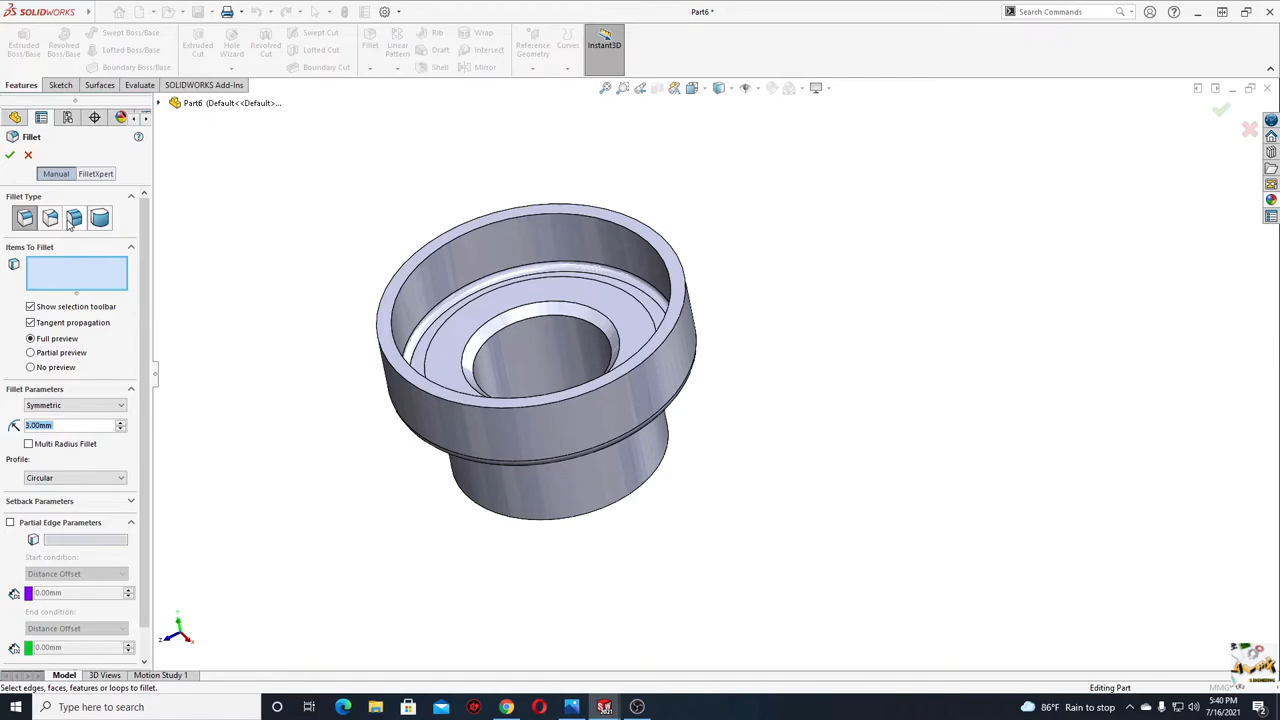 SOLIDWORKS
Part6 *
Search Commands
Extruded Boss/Base
Revolved Boss/Base
Swept Boss/Base
Lofted Boss/Base
Boundary Boss/Base
Extruded Cut
Hole Wizard
Revolved Cut
Swept Cut
Lofted Cut
Boundary Cut
Fillet
Linear Pattern
Rib
Draft
Shell
Wrap
Intersect
Mirror
Reference Geometry
Curves
Instant3D
Features
Sketch
Surfaces
Evaluate
SOLIDWORKS Add-Ins
Part6 (Default<<Default>...
Fillet
Manual
FilletXpert
Fillet Type
Items To Fillet
Show selection toolbar
Tangent propagation
Full preview
Partial preview
No preview
Fillet Parameters
Symmetric
3.00mm
Multi Radius Fillet
Profile:
Circular
Setback Parameters
Partial Edge Parameters
Start condition:
Distance Offset
0.00mm
End condition:
Distance Offset
0.00mm
Y
Z
X
Model
3D Views
Motion Study 1
Select edges, faces, features or loops to fillet.
Editing Part
MMGS
Type here to search
SW
2021
86°F Rain to stop
5:40 PM
7/16/2021
2